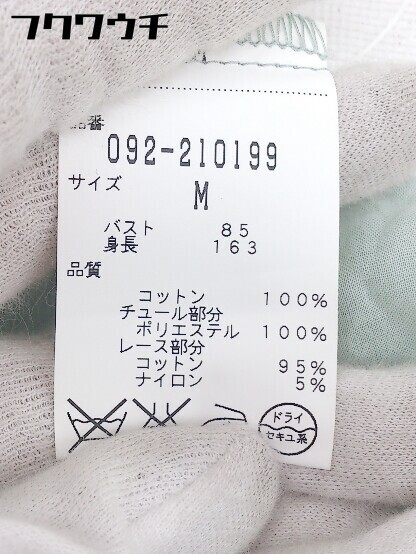 フクワウチ
品番
092-210199
サイズ
M
バスト 85
身長 163
品質
コットン 100%
チュール部分
ポリエステル 100%
レース部分
コットン 95%
ナイロン 5%
ドライ
セキユ系